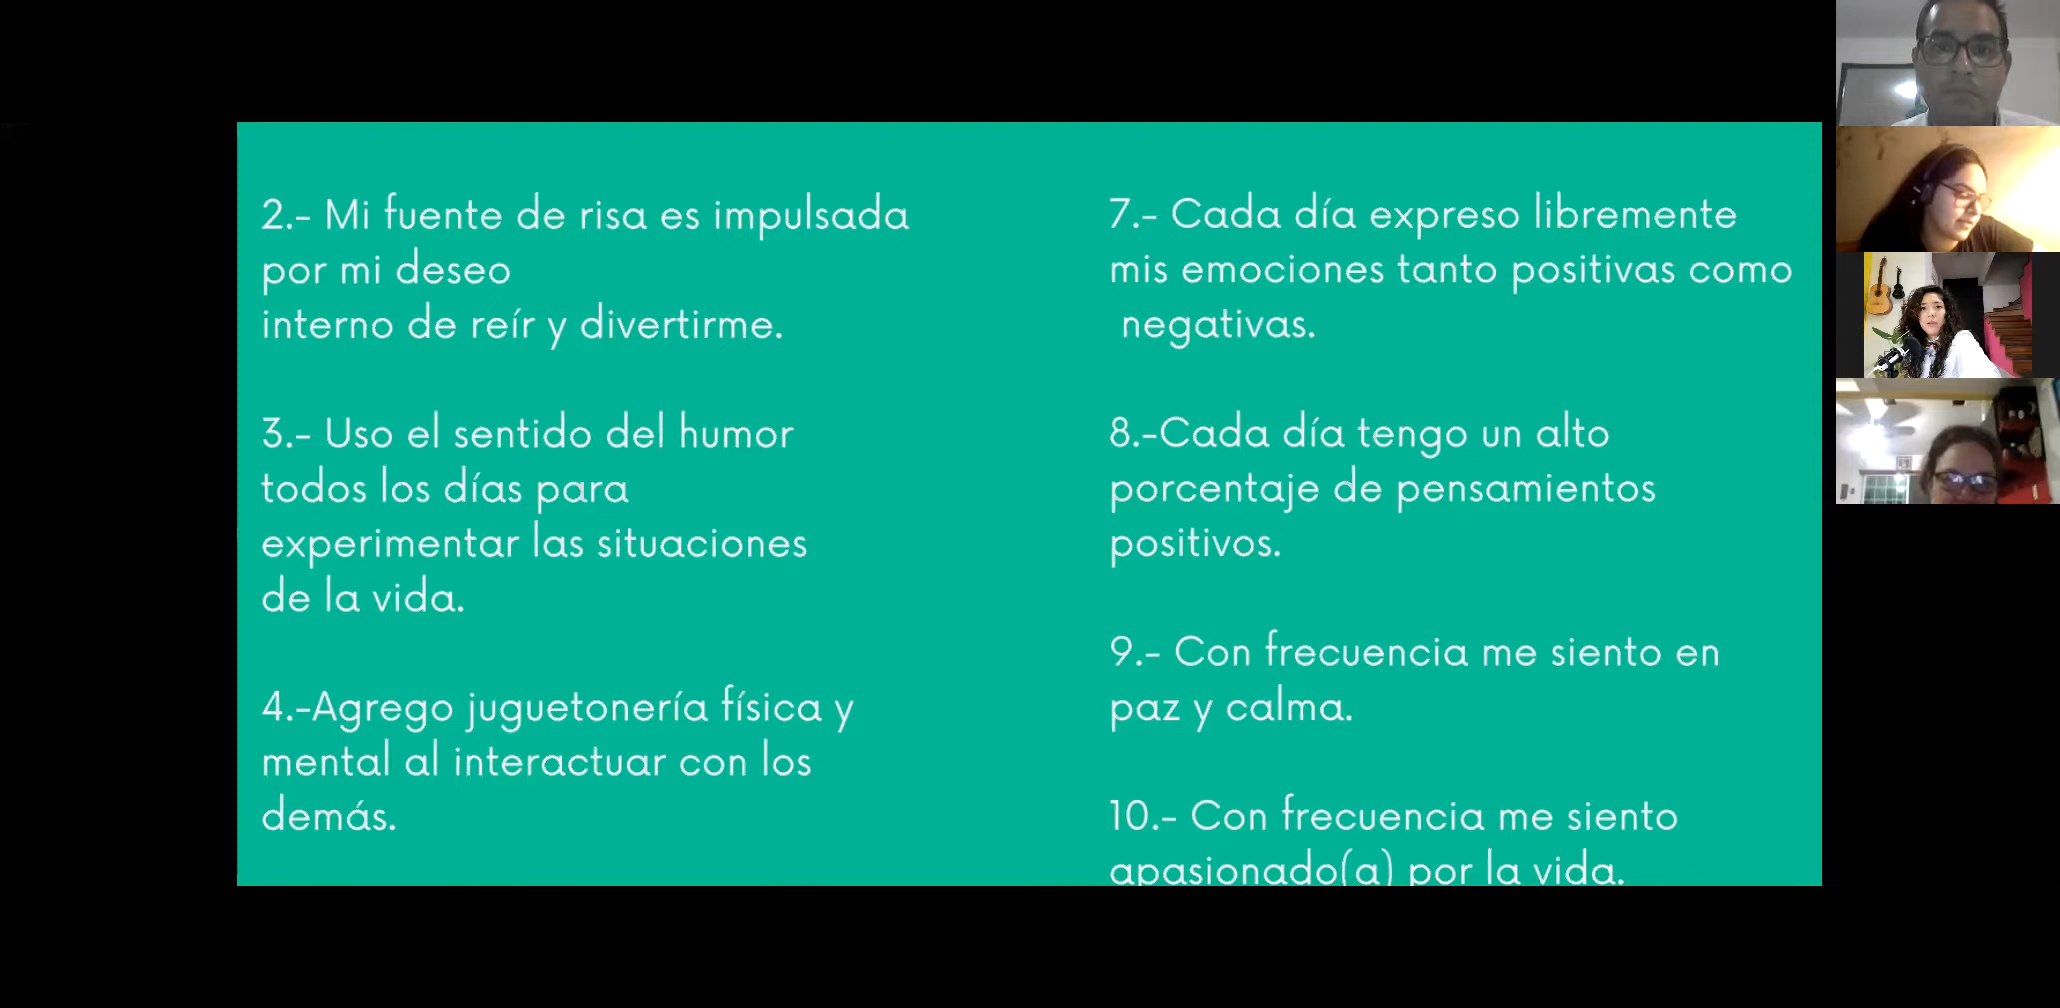 2.- Mi fuente de risa es impulsada
por mi deseo
interno de reír y divertirme.
3.- Uso el sentido del humor
todos los días para
experimentar las situaciones
de la vida.
4.-Agrego juguetonería física y
mental al interactuar con los
demás.
7.- Cada día expreso libremente
mis emociones tanto positivas como
negativas.
8.-Cada día tengo un alto
porcentaje de pensamientos
positivos.
9.- Con frecuencia me siento en
paz y calma.
10.- Con frecuencia me siento
apasionado(a) por la vida.